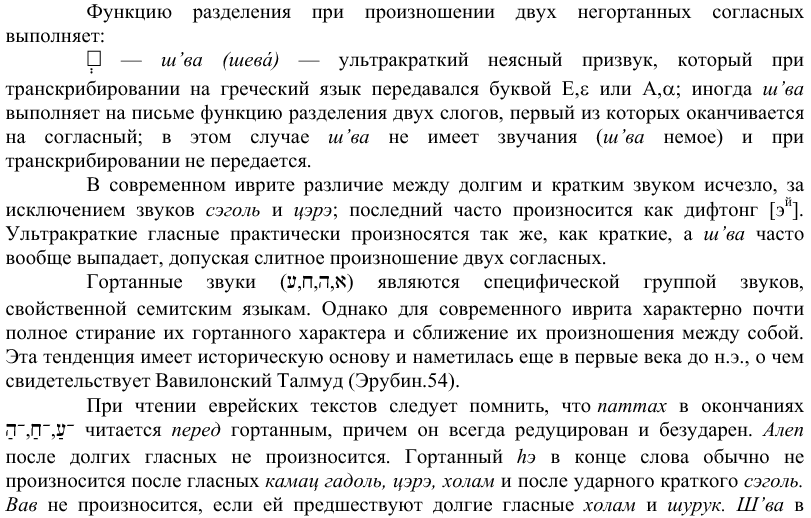 Функцию разделения при произношении двух негортанных согласных
выполняет:
□ְ — ш’ва (шева́) — ультракраткий неясный призвук, который при
транскрибировании на греческий язык передавался буквой Ε,ε или Α,α; иногда ш’ва
выполняет на письме функцию разделения двух слогов, первый из которых оканчивается
на согласный; в этом случае ш’ва не имеет звучания (ш’ва немое) и при
транскрибировании не передается.
В современном иврите различие между долгим и кратким звуком исчезло, за
исключением звуков сэголь и цэрэ; последний часто произносится как дифтонг [эй].
Ультракраткие гласные практически произносятся так же, как краткие, а ш’ва часто
вообще выпадает, допуская слитное произношение двух согласных.
Гортанные звуки (א,ה,ח,ע) являются специфической группой звуков,
свойственной семитским языкам. Однако для современного иврита характерно почти
полное стирание их гортанного характера и сближение их произношения между собой.
Эта тенденция имеет историческую основу и наметилась еще в первые века до н.э., о чем
свидетельствует Вавилонский Талмуд (Эрубин.54).
При чтении еврейских текстов следует помнить, что паттах в окончаниях
־עַ,־חַ,־הַ читается перед гортанным, причем он всегда редуцирован и безударен. Алеп
после долгих гласных не произносится. Гортанный hэ в конце слова обычно не
произносится после гласных камац гадоль, цэрэ, холам и после ударного краткого сэголь.
Вав не произносится, если ей предшествуют долгие гласные холам и шурук. Ш’ва в